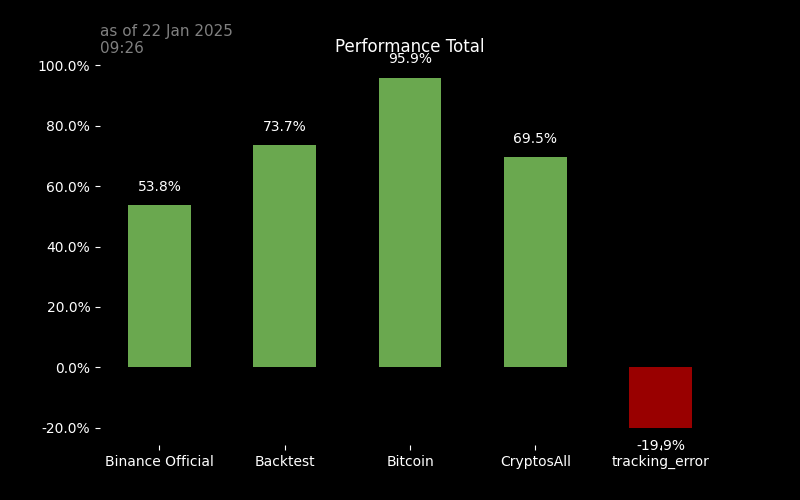 as of 22 Jan 2025
09:26
Performance Total
100.0%
80.0%
60.0%
40.0%
20.0%
0.0%
-20.0%
53.8%
73.7%
95.9%
69.5%
-19.9%
Binance Official
Backtest
Bitcoin
CryptosAll
tracking_error